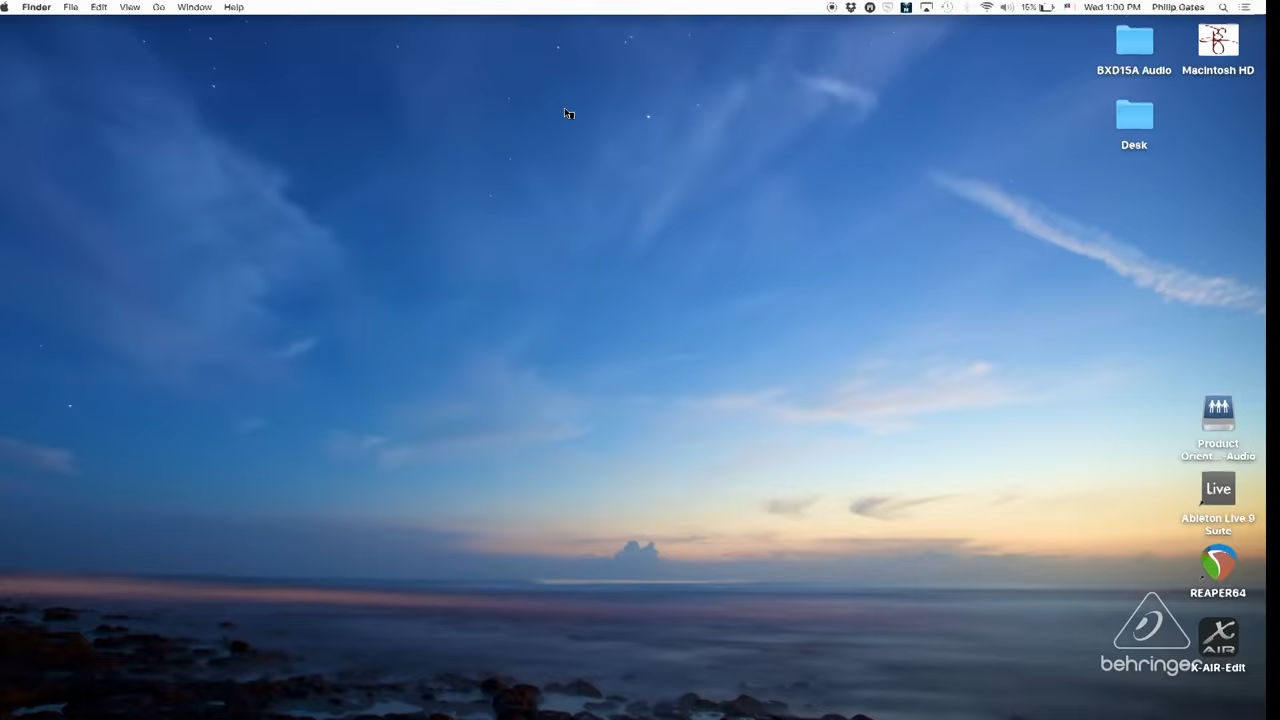 Finder File Edit View Go Window Help 15% Wed 1:00 PM Philip Gates
BXD15A Audio
Macintosh HD
Desk
Product
Orient...-Audio
Live
Ableton Live 9
Suite
REAPER64
X
AIR
behringer
X-AIR-Edit